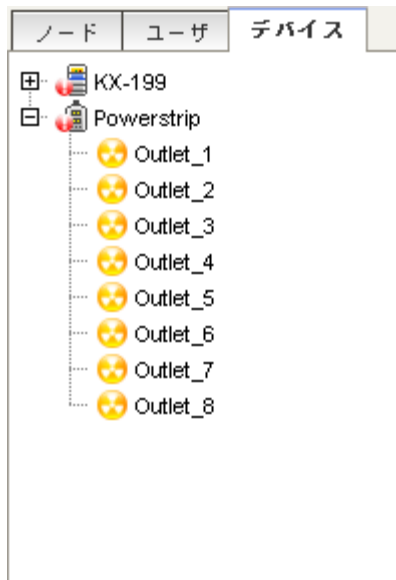 ノード ユーザ デバイス
KX-199
Powerstrip
Outlet_1
Outlet_2
Outlet_3
Outlet_4
Outlet_5
Outlet_6
Outlet_7
Outlet_8